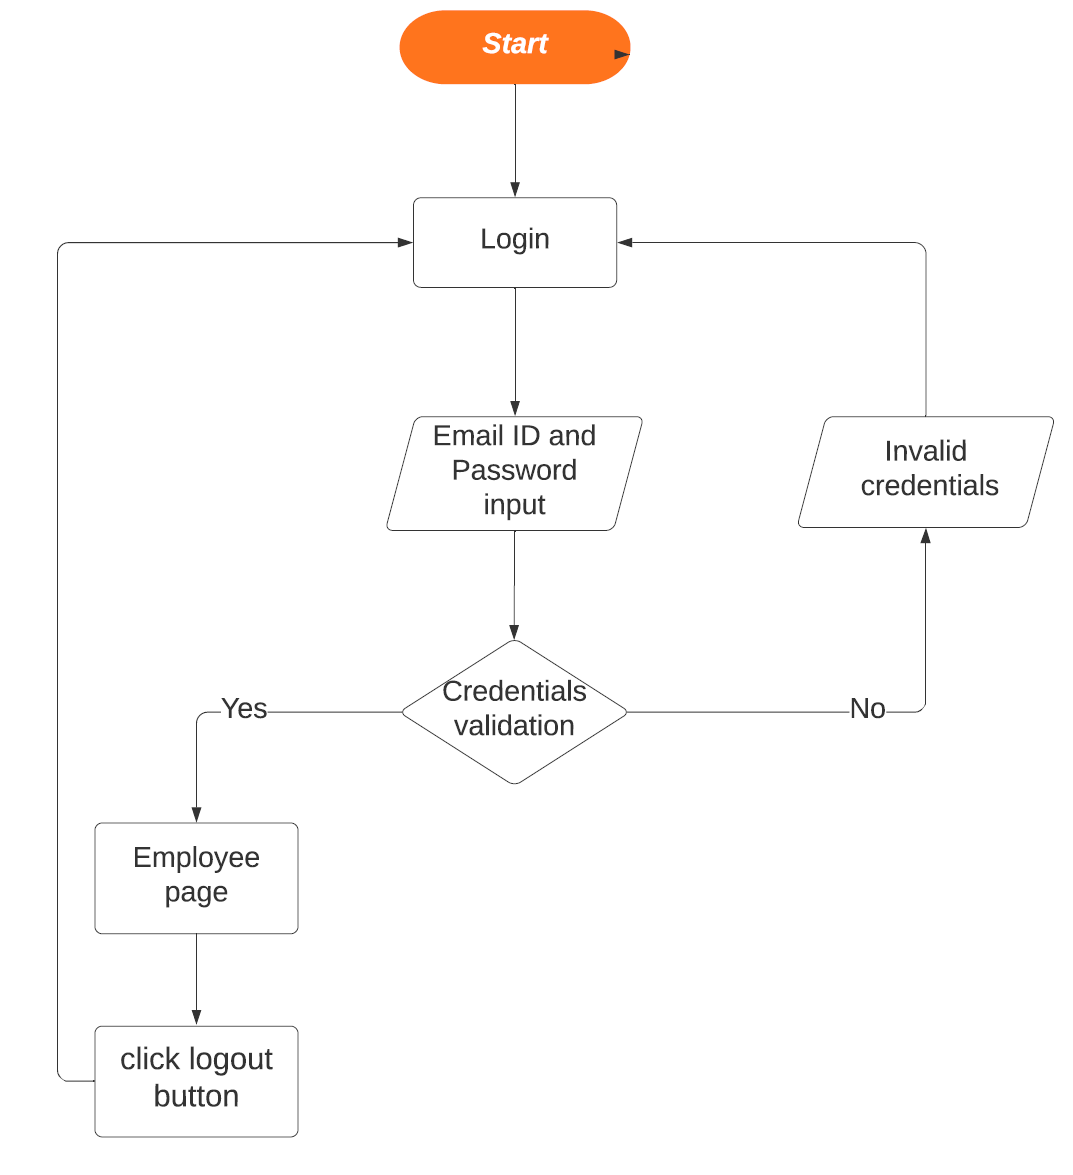 Start
Login
Email ID and
Password
input
Invalid
credentials
Credentials
validation
Yes
No
Employee
page
click logout
button